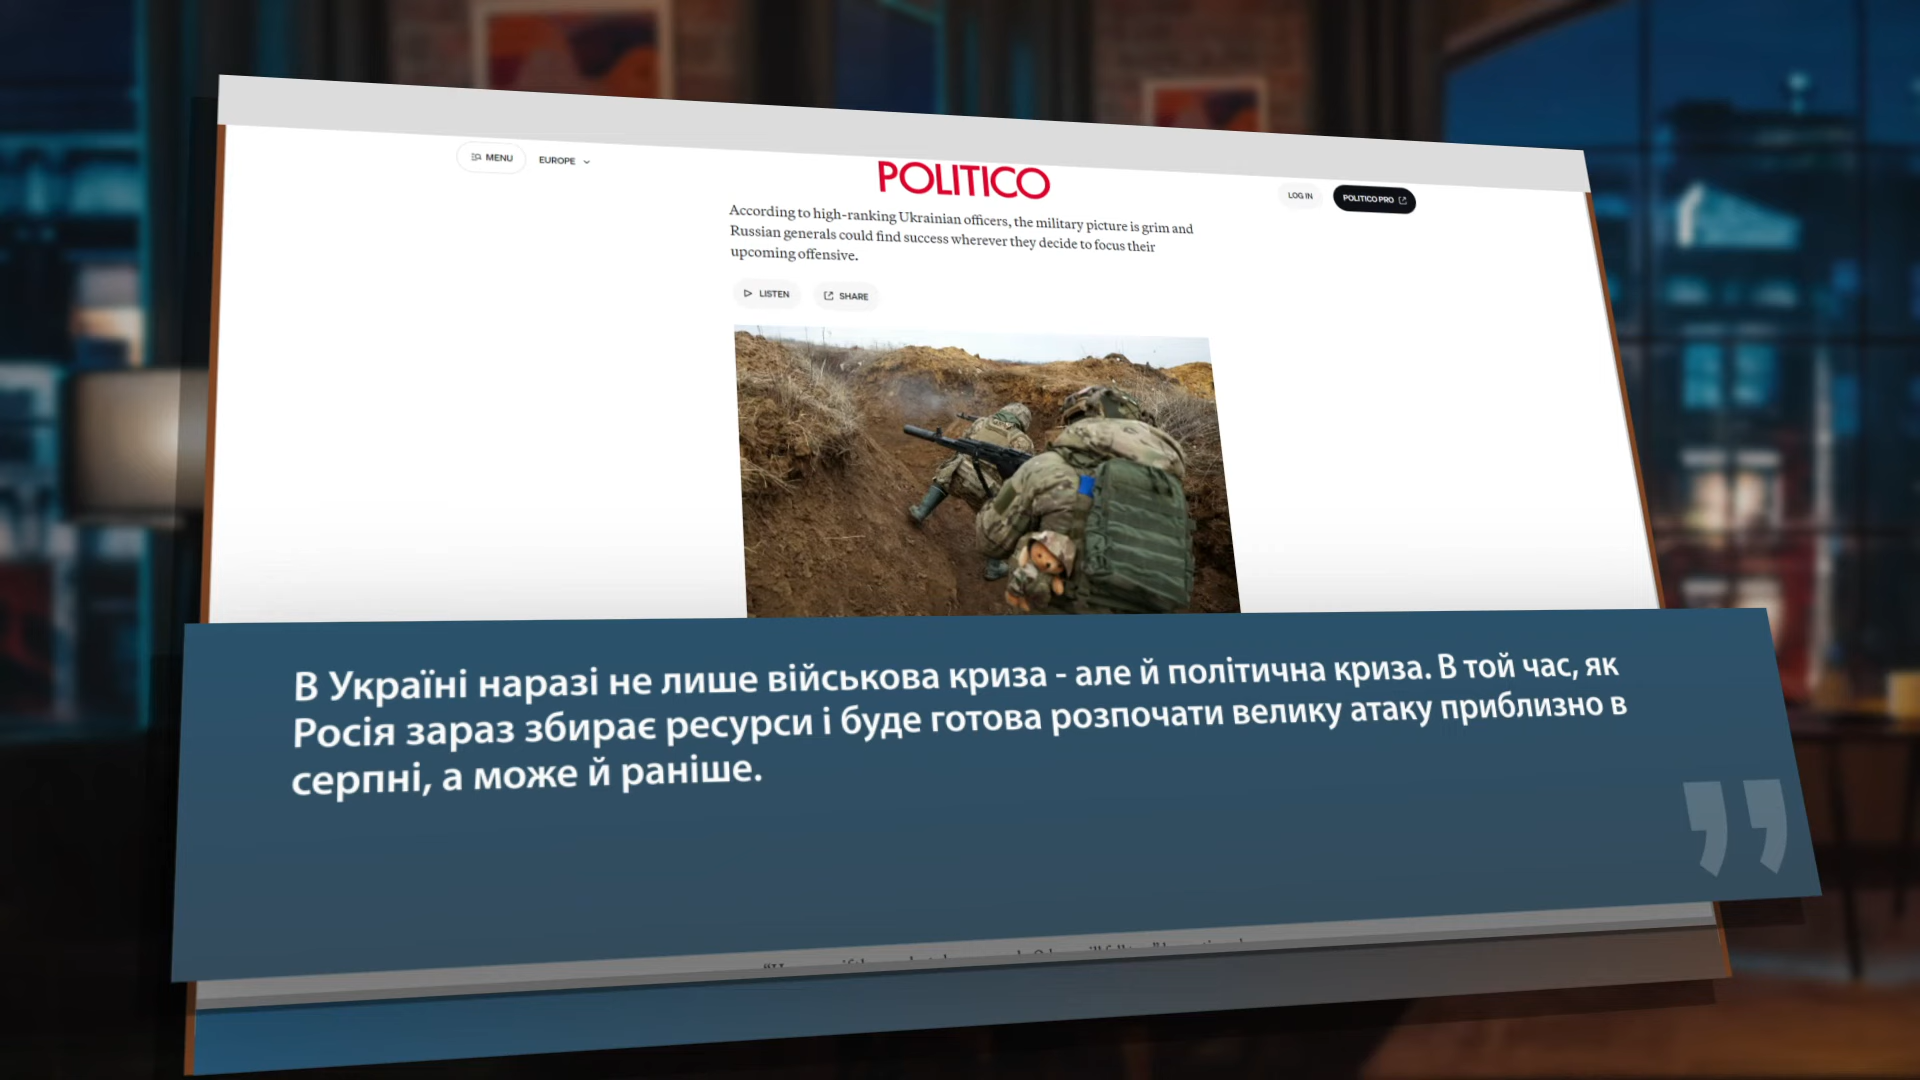 MENU
EUROPE
POLITICO
LOG IN
POLITICO PRO
According to high-ranking Ukrainian officers, the military picture is grim and
Russian generals could find success wherever they decide to focus their
upcoming offensive.
LISTEN
SHARE
В Україні наразі не лише військова криза - але й політична криза. В той час, як
Росія зараз збирає ресурси і буде готова розпочати велику атаку приблизно в
серпні, а може й раніше.